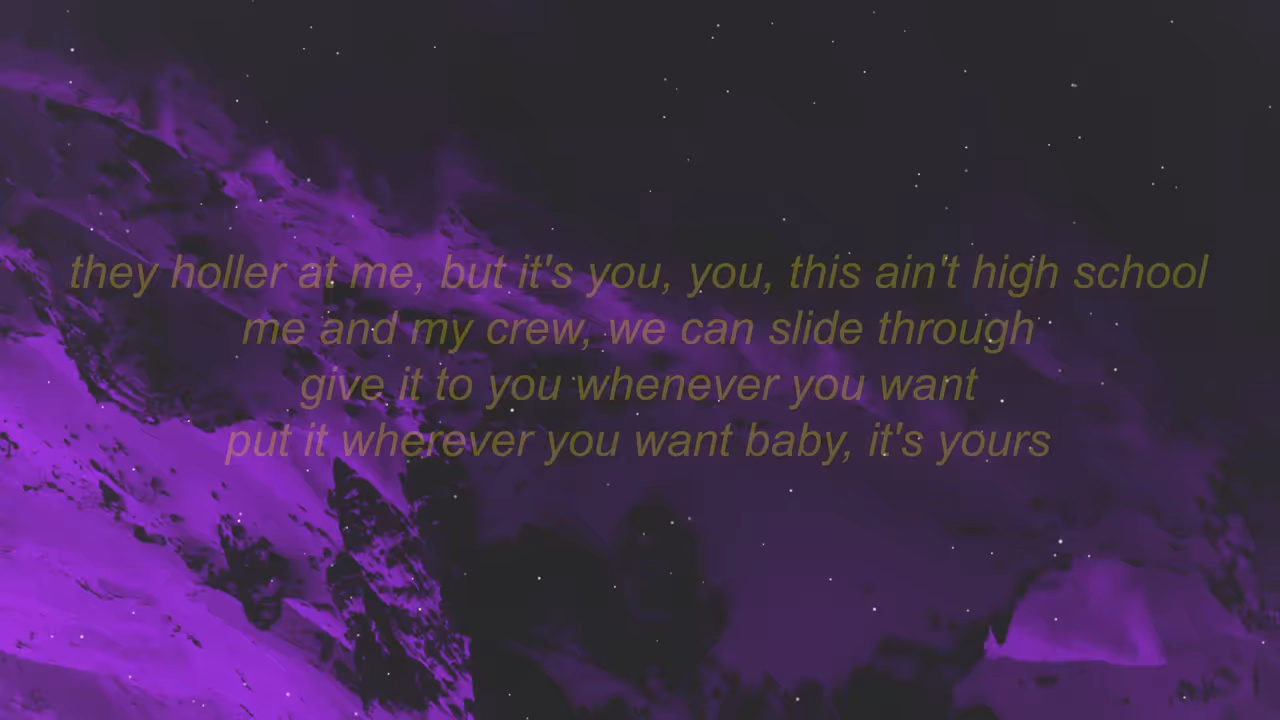 they holler at me, but it's you, you, this ain't high school
me and my crew, we can slide through
give it to you whenever you want
put it wherever you want baby, it's yours